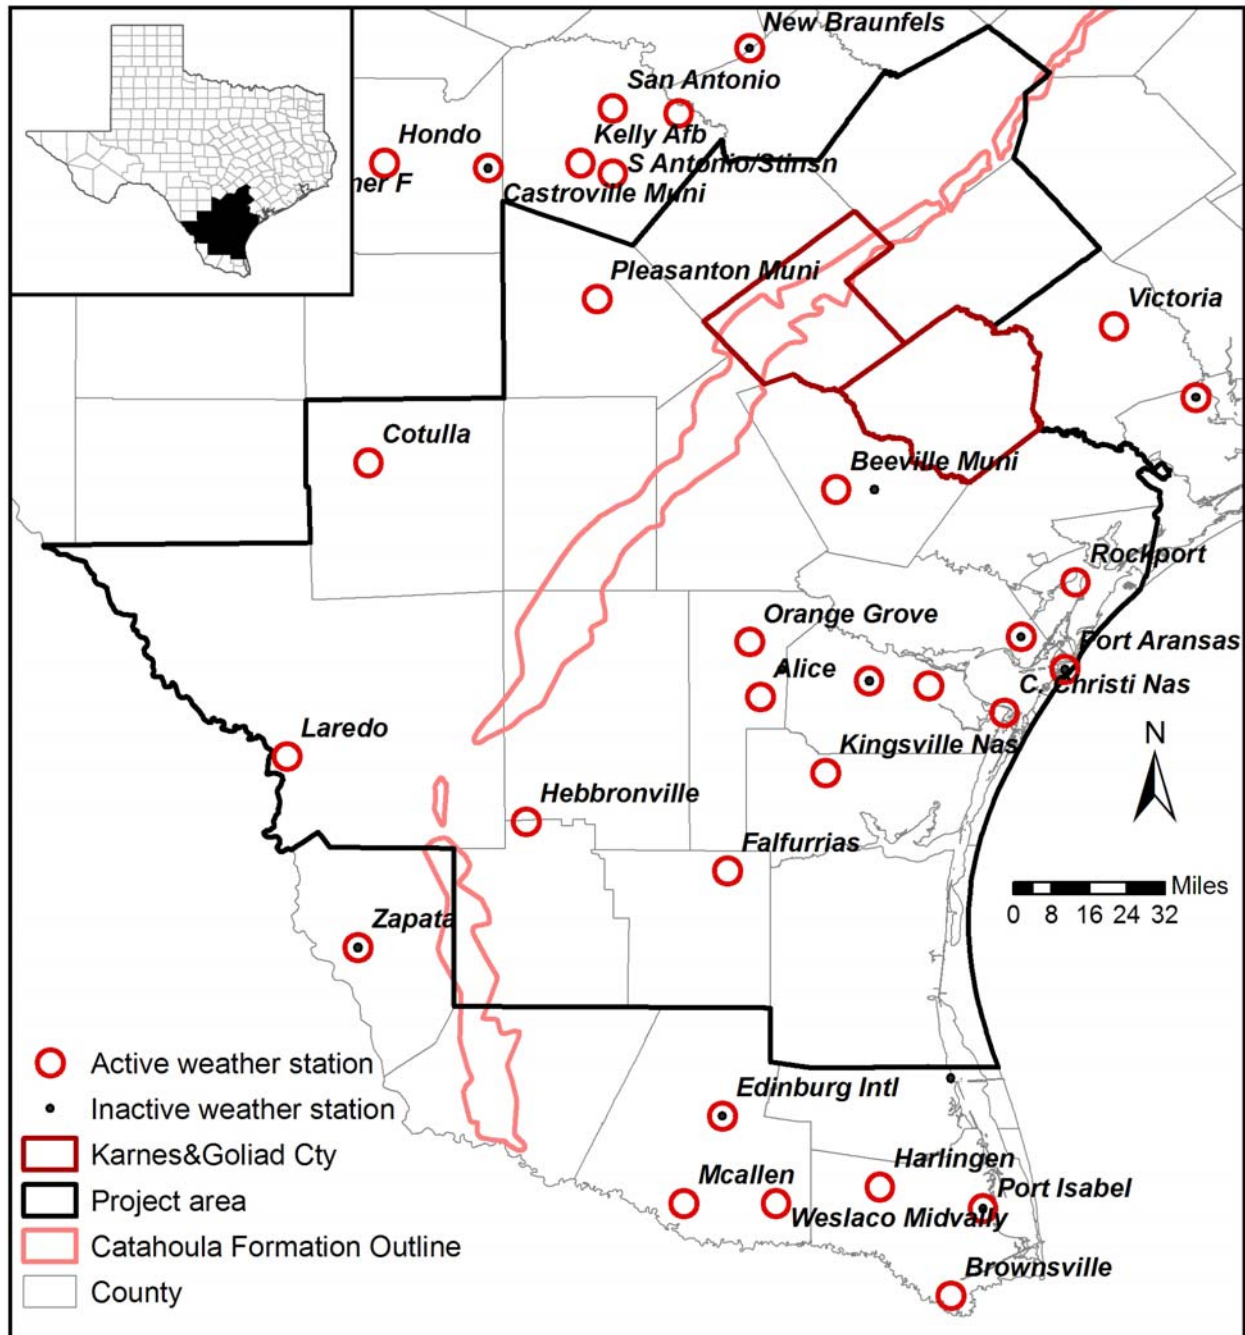 New Braunfels
San Antonio
Hondo
Kelly Afb
S Antonio/Stinsn
ner F
Castroville Muni
Pleasanton Muni
Victoria
Cotulla
Beeville Muni
Rockport
Orange Grove
Port Aransas
Alice
C. Christi Nas
Laredo
Kingsville Nas
N
Hebbronville
Falfurrias
Miles
0 8 16 24 32
Zapata
Active weather station
Inactive weather station
Karnes&Goliad Cty
Project area
Catahoula Formation Outline
County
Edinburg Intl
Mcallen
Harlingen
Port Isabel
Weslaco Midvally
Brownsville